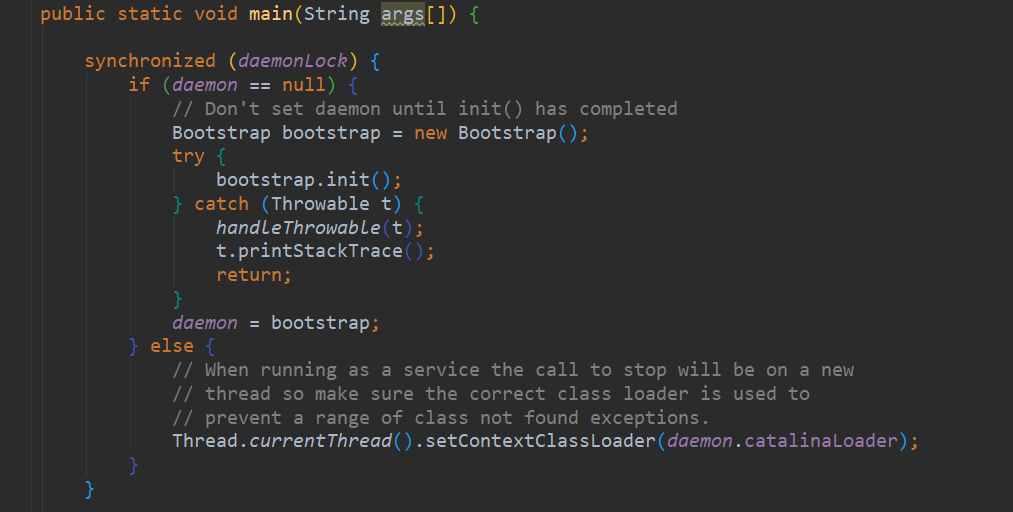 public static void main(String args[]) {
synchronized (daemonLock) {
if (daemon == null) {
// Don't set daemon until init() has completed
Bootstrap bootstrap = new Bootstrap();
try {
bootstrap.init();
} catch (Throwable t) {
handleThrowable(t);
t.printStackTrace();
return;
}
daemon = bootstrap;
} else {
// When running as a service the call to stop will be on a new
// thread so make sure the correct class loader is used to
// prevent a range of class not found exceptions.
Thread.currentThread().setContextClassLoader(daemon.catalinaLoader);
}
}